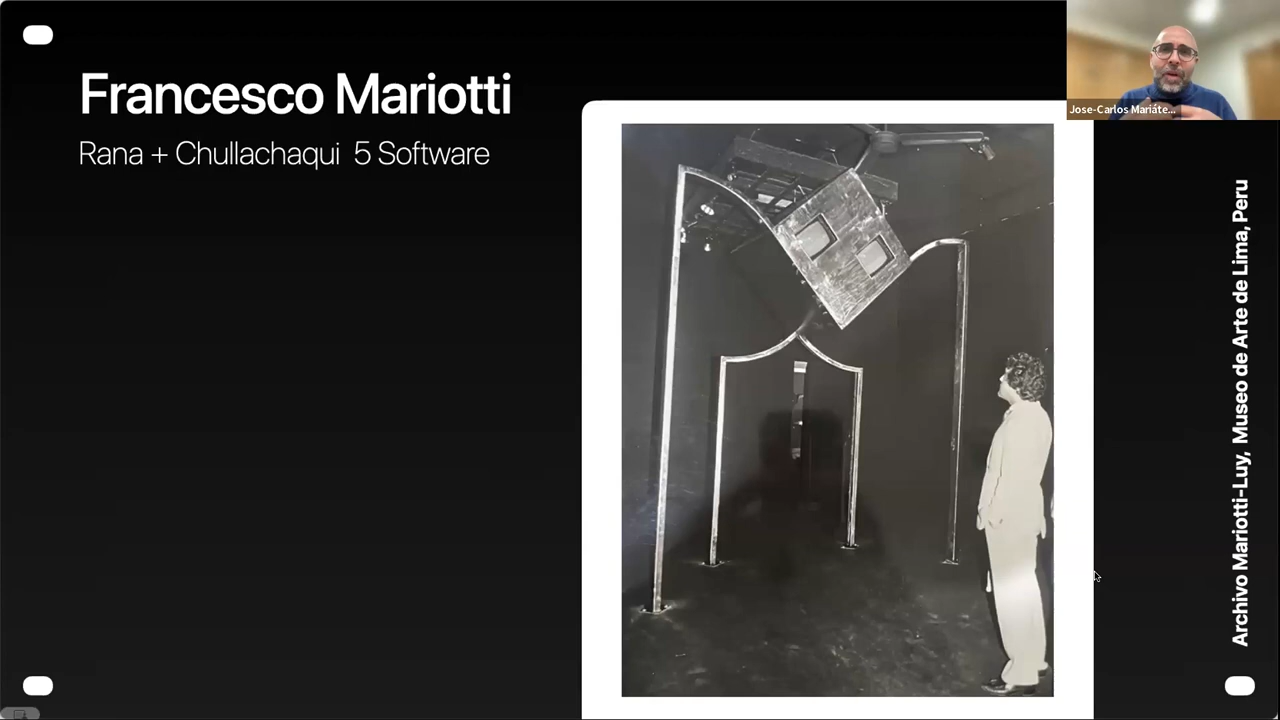 Francesco Mariotti
Rana + Chullachaqui 5 Software
Jose-Carlos Mariáte...
Archivo Mariotti-Luy, Museo de Arte de Lima, Peru